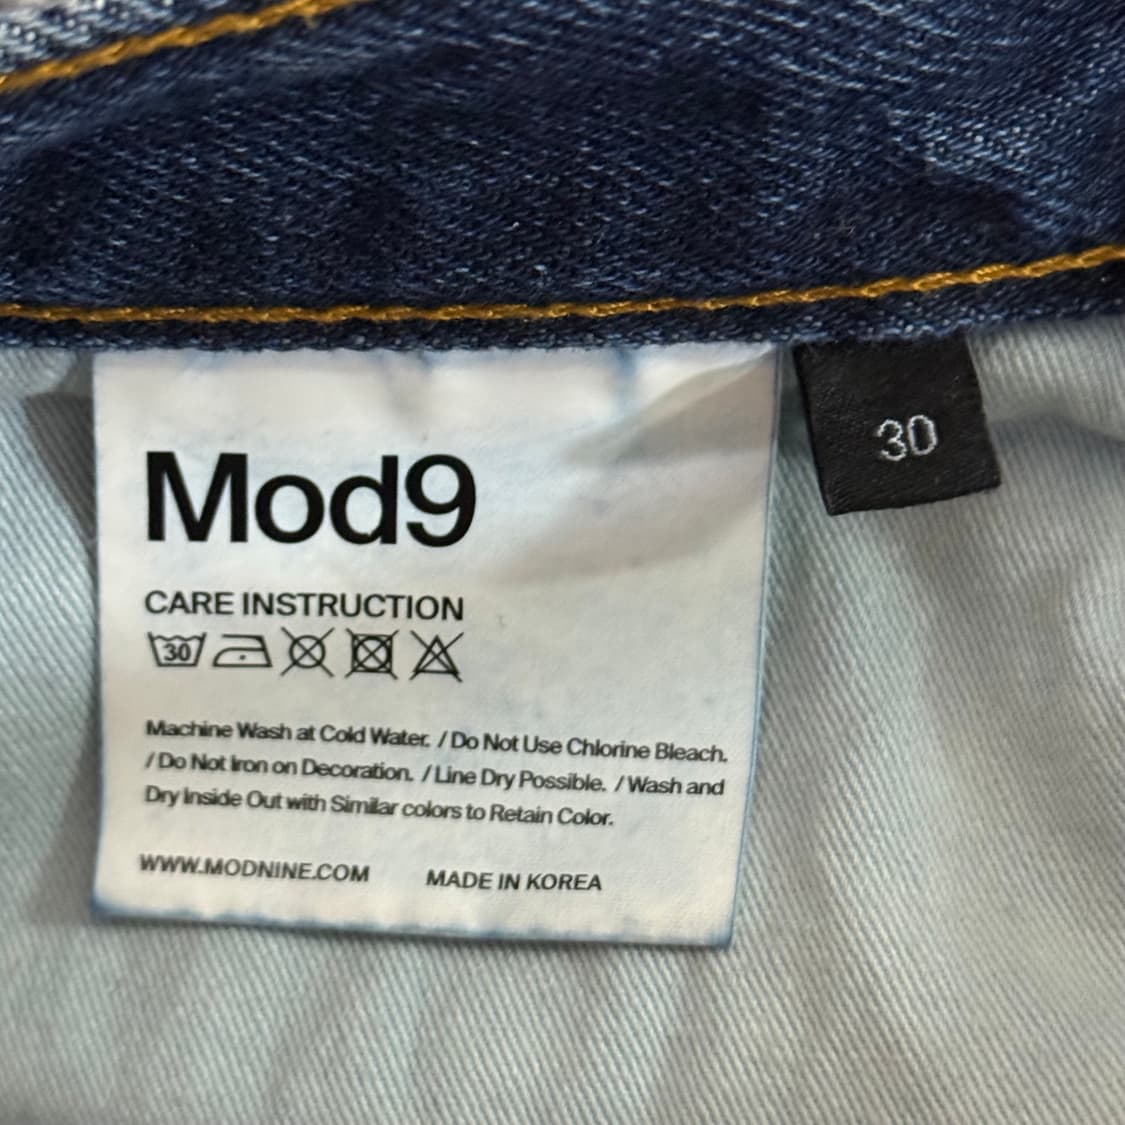 Mod9
30
CARE INSTRUCTION
30
Machine Wash at Cold Water. / Do Not Use Chlorine Bleach.
/ Do Not Iron on Decoration. / Line Dry Possible. / Wash and
Dry Inside Out with Similar colors to Retain Color.
WWW.MODNINE.COM MADE IN KOREA